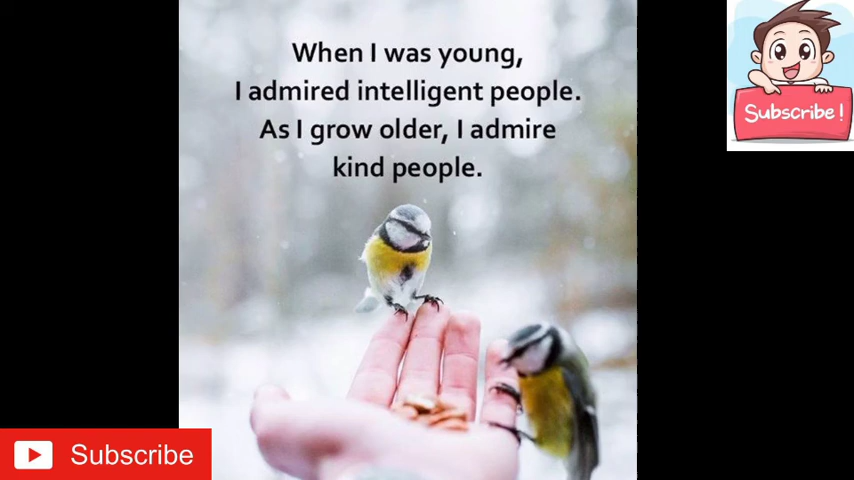 When I was young,
I admired intelligent people.
As I grow older, I admire
kind people.
Subscribe!
Subscribe